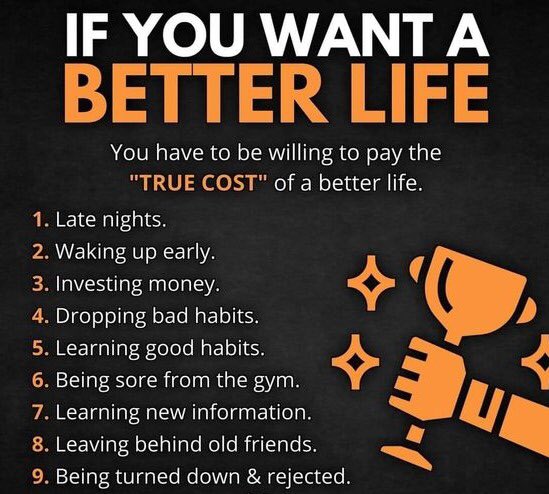 IF YOU WANT A
BETTER LIFE
You have to be willing to pay the
"TRUE COST" of a better life.
1. Late nights.
2. Waking up early.
3. Investing money.
4. Dropping bad habits.
5. Learning good habits.
6. Being sore from the gym.
7. Learning new information.
8. Leaving behind old friends.
9. Being turned down & rejected.